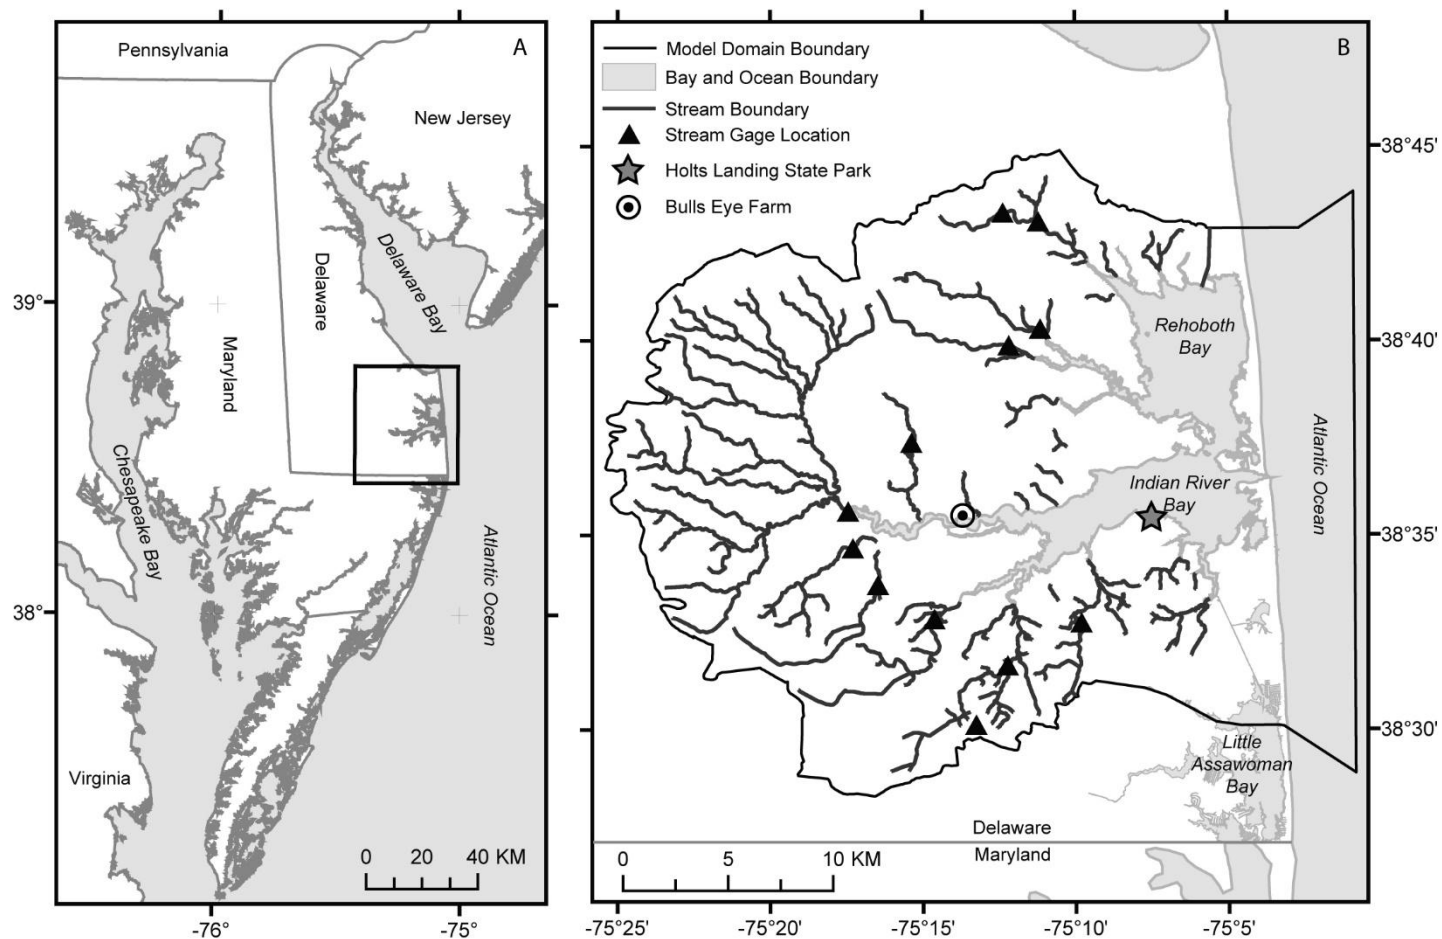 A
Pennsylvania
New Jersey
Delaware Bay
Delaware
Maryland
Chesapeake Bay
Atlantic Ocean
Virginia
39°
38°
0 20 40 KM
-76°
-75°
B
Model Domain Boundary
Bay and Ocean Boundary
Stream Boundary
Stream Gage Location
Holts Landing State Park
Bulls Eye Farm
Rehoboth
Bay
Indian River
Bay
Atlantic Ocean
Little
Assawoman
Bay
Delaware
Maryland
0 5 10 KM
38°45'
38°40'
38°35'
38°30'
-75°25'
-75°20'
-75°15'
-75°10'
-75°5'